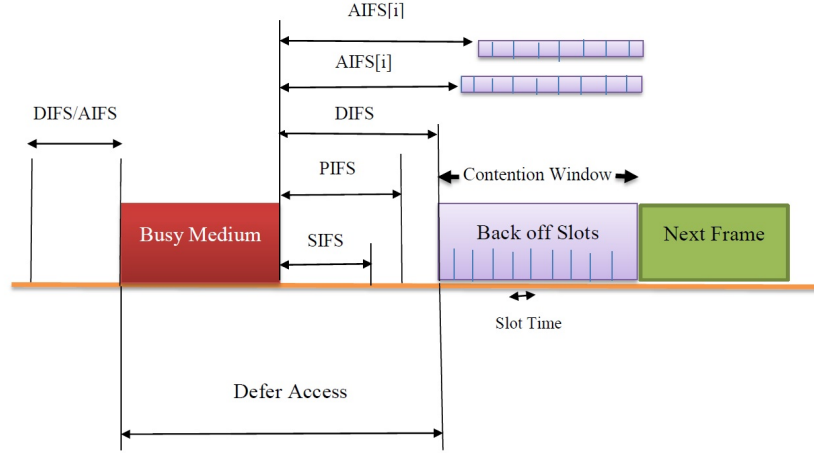 AIFS[i]
AIFS[i]
DIFS/AIFS
DIFS
PIFS
Contention Window
Busy Medium
SIFS
Back off Slots
Next Frame
Slot Time
Defer Access